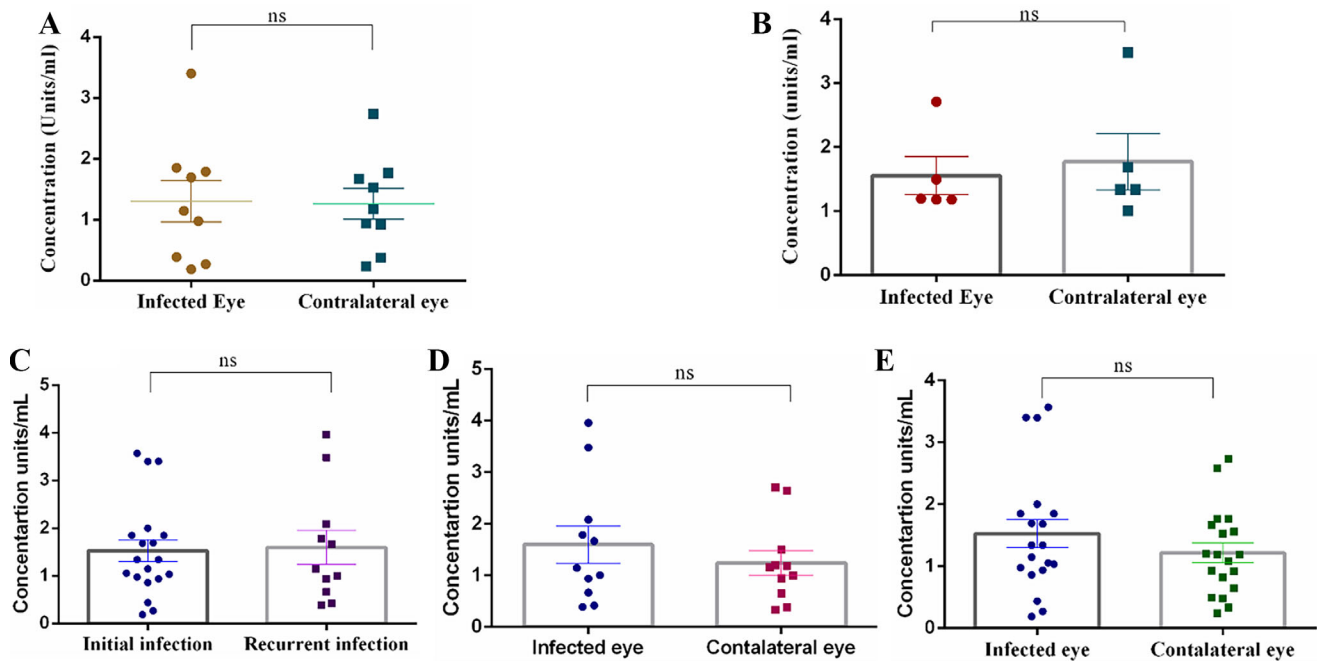 A
ns
Concentration (Units/ml)
4
3
2
1
0
Infected Eye
Contralateral eye
B
ns
Concentration (units/ml)
4
3
2
1
0
Infected Eye
Contralateral eye
C
ns
Concentartion units/mL
5
4
3
2
1
0
Initial infection
Recurrent infection
D
ns
Concentartion units/mL
5
4
3
2
1
0
Infected eye
Contalateral eye
E
ns
Concentartion units/mL
4
3
2
1
0
Infected eye
Contalateral eye